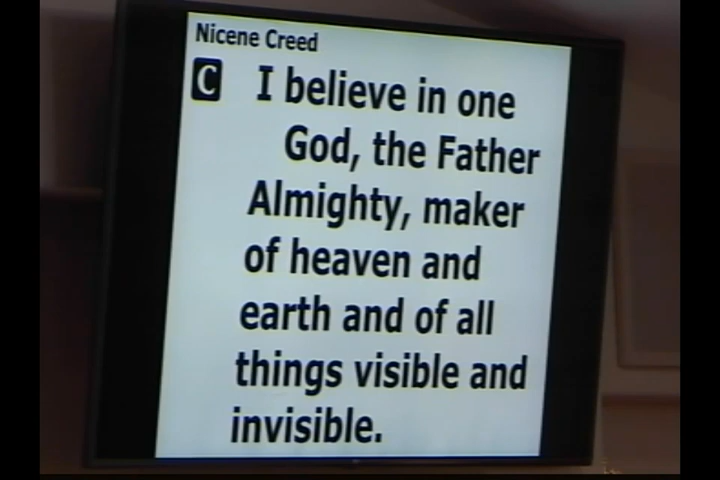 Nicene Creed
C I believe in one
God, the Father
Almighty, maker
of heaven and
earth and of all
things visible and
invisible.